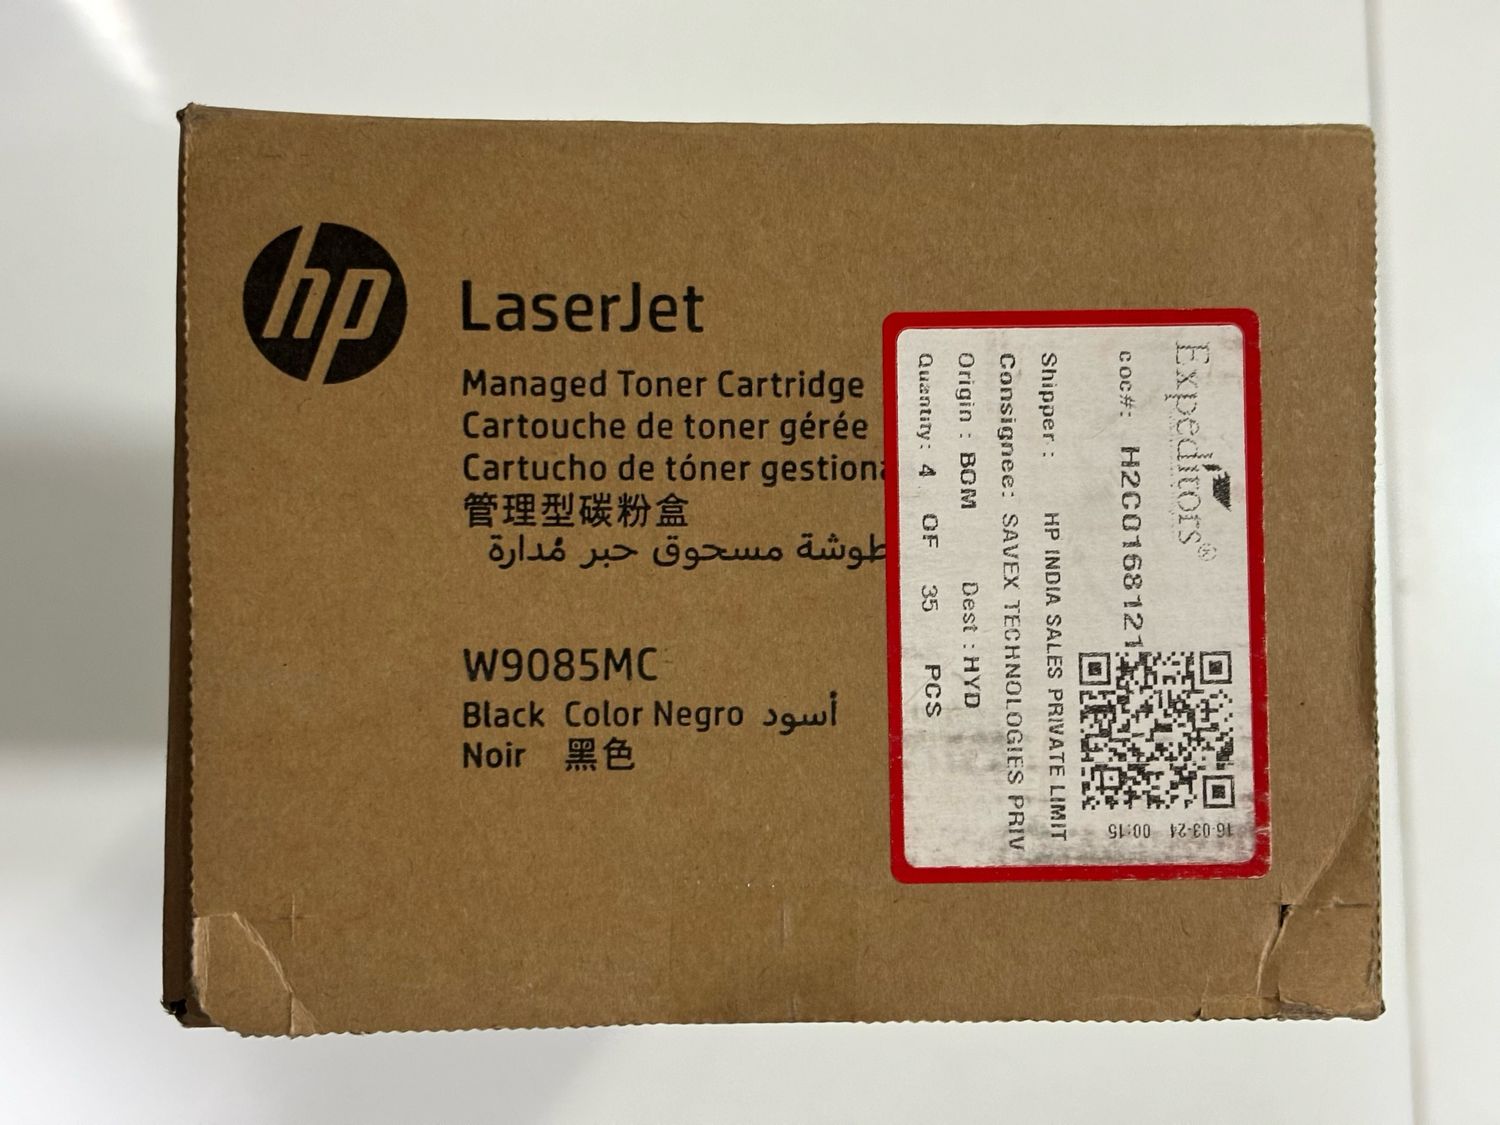 hp
LaserJet
Managed Toner Cartridge
Cartouche de toner gérée
Cartucho de tóner gestiona
管理型碳粉盒
طوشة مسحوق حبر مُدارة
W9085MC
Black Color Negro أسود
Noir 黑色
Expeditors®
coc#: H2C0168121
Shipper: HP INDIA SALES PRIVATE LIMIT
Consignee: SAVEX TECHNOLOGIES PRIV
Origin : BOM Dest : HYD
Quantity: 4 OF 35 PCS
16-03-24 00:15